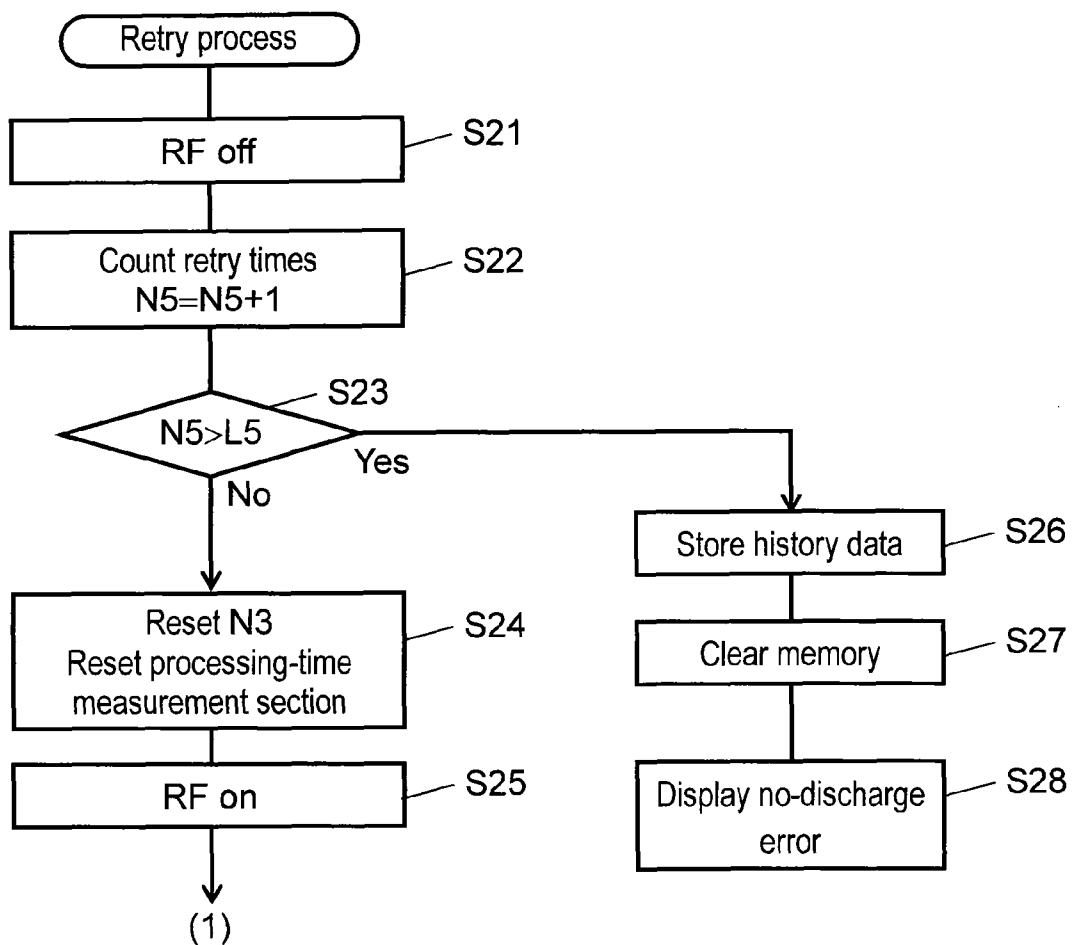 Retry process
RF off
S21
Count retry times
N5=N5+1
S22
S23
N5>L5
Yes
No
Reset N3
Reset processing-time
measurement section
S24
RF on
S25
(1)
Store history data
S26
Clear memory
S27
Display no-discharge
error
S28